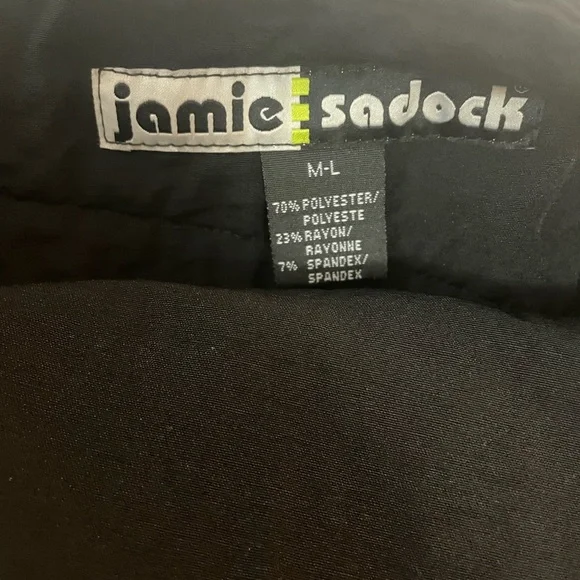 jamie sadock
M-L
70% POLYESTER/
POLYESTE
23% RAYON/
RAYONNE
7% SPANDEX/
SPANDEX